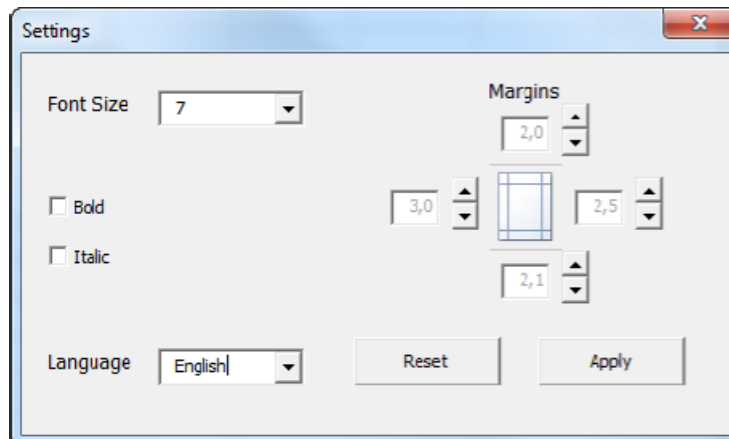 Settings
Font Size
7
Margins
2,0
Bold
3,0
2,5
Italic
2,1
Language
English
Reset
Apply